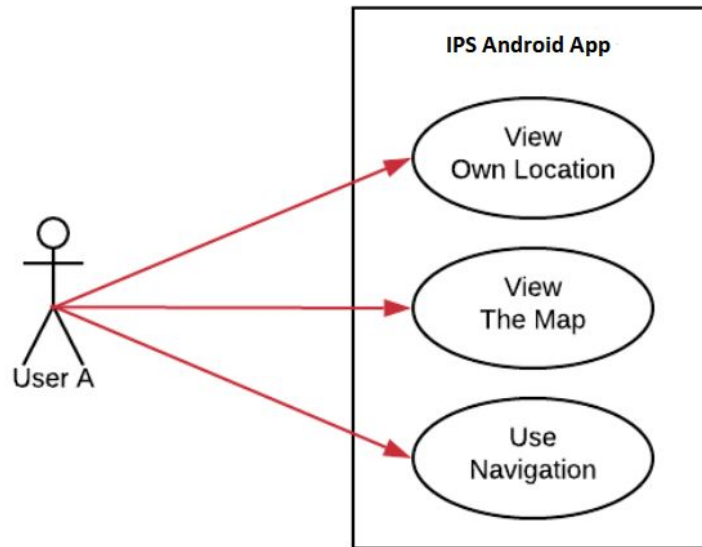 IPS Android App
View
Own Location
View
The Map
User A
Use
Navigation